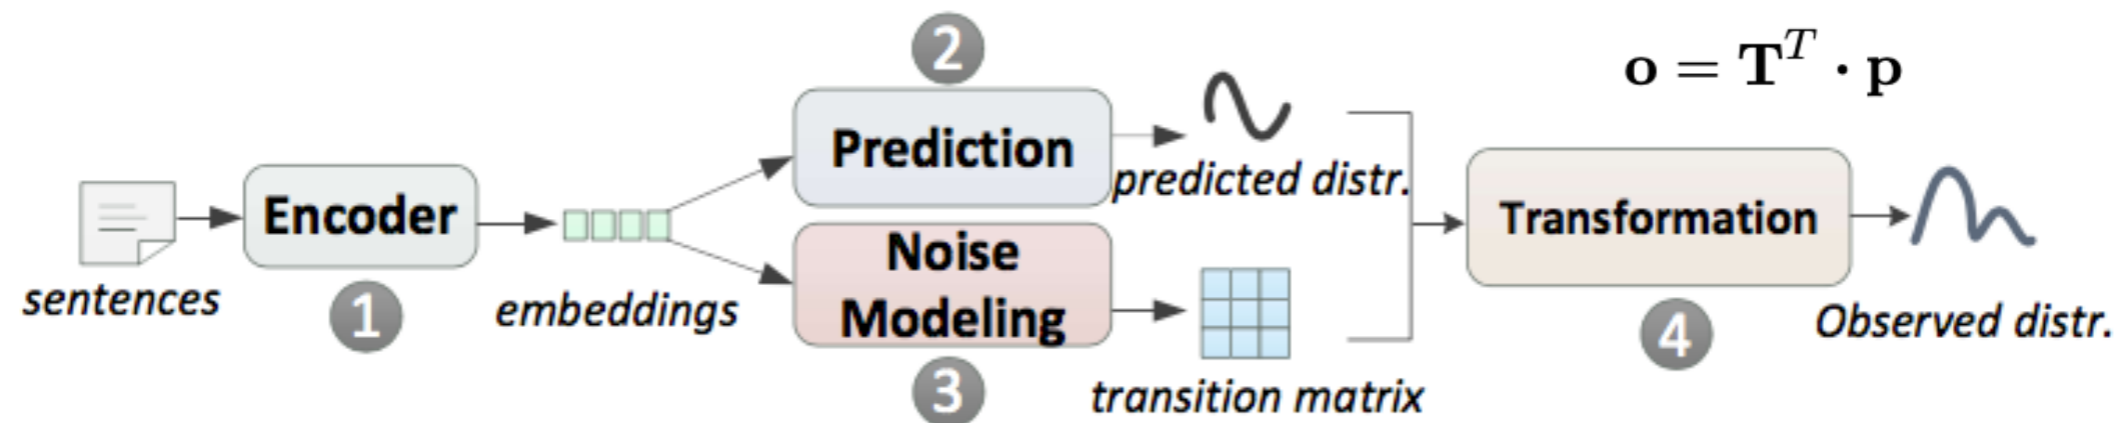 sentences
Encoder
1
embeddings
2
Prediction
predicted distr.
Noise
Modeling
3
transition matrix
o = T^T · p
Transformation
4
Observed distr.